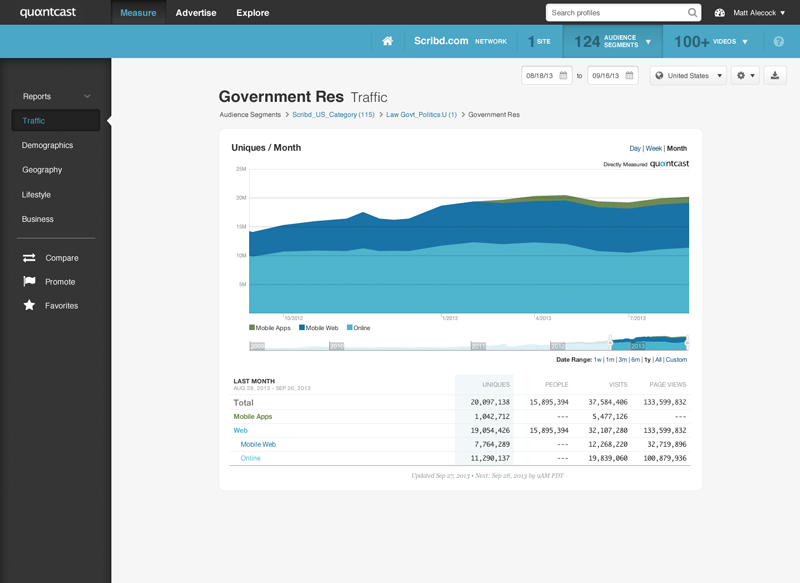 quantcast Measure Advertise Explore Search profiles Matt Alecock
Scribd.com NETWORK 1 SITE 124 AUDIENCE SEGMENTS 100+ VIDEOS ?
08/18/13 to 09/16/13 United States
Reports
Traffic
Demographics
Geography
Lifestyle
Business
Compare
Promote
Favorites
Government Res Traffic
Audience Segments > Scribd_US_Category (115) > Law Govt_Politics.U (1) > Government Res
Uniques / Month
Day | Week | Month
Directly Measured quantcast
25M
20M
15M
10M
5M
10/2012 1/2013 4/2013 7/2013
Mobile Apps Mobile Web Online
2009 2010 2011 2012 2013
Date Range: 1w | 1m | 3m | 6m | 1y | All | Custom
LAST MONTH UNIQUES PEOPLE VISITS PAGE VIEWS
AUG 28, 2013 - SEP 26, 2013
Total 20,097,138 15,895,394 37,584,406 133,599,832
Mobile Apps 1,042,712 --- 5,477,126 ---
Web 19,054,426 15,895,394 32,107,280 133,599,832
Mobile Web 7,764,289 --- 12,268,220 32,719,896
Online 11,290,137 --- 19,839,060 100,879,936
Updated Sep 27, 2013 • Next: Sep 28, 2013 by 9AM PDT